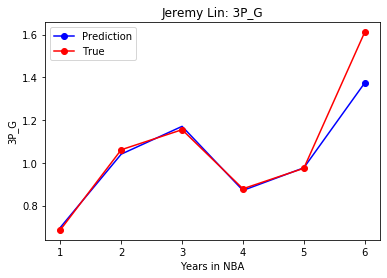 Jeremy Lin: 3P_G
Prediction
True
3P_G
1.6
1.4
1.2
1.0
0.8
1 2 3 4 5 6
Years in NBA